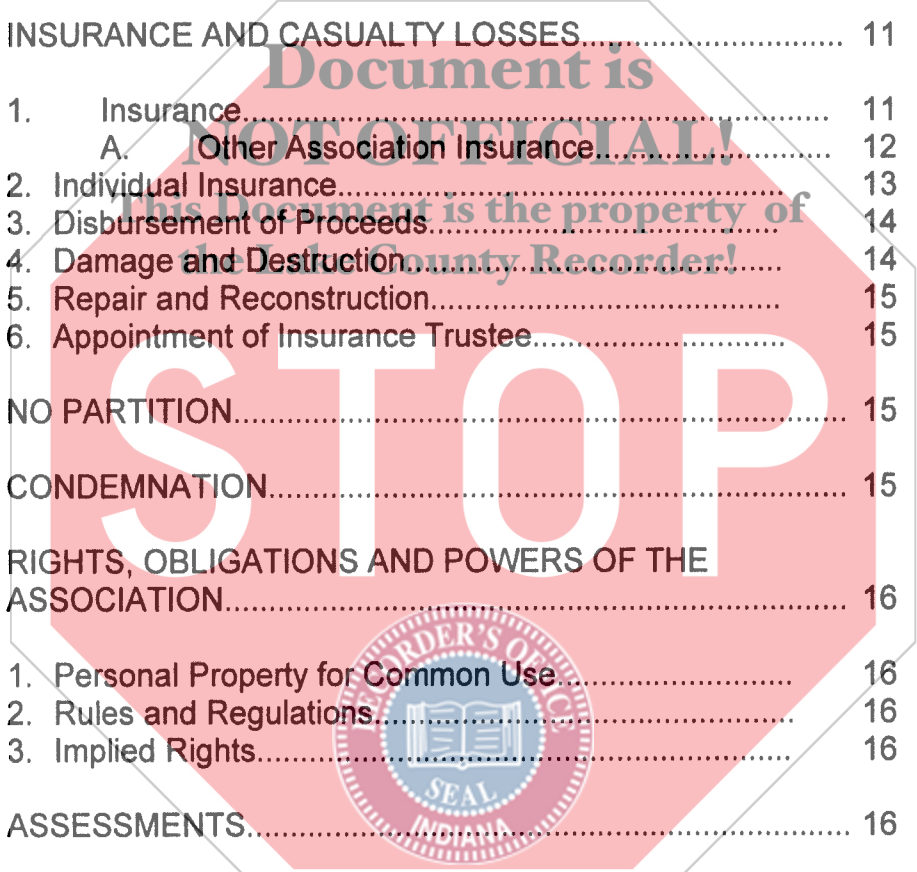 INSURANCE AND CASUALTY LOSSES........................... 11
Document is
1. Insurance.................................................................. 11
NOT OFFICIAL!
A. Other Association Insurance........................... 12
2. Individual Insurance.................................................. 13
This Document is the property of
3. Disbursement of Proceeds....................................... 14
the Lake County Recorder!
4. Damage and Destruction.......................................... 14
5. Repair and Reconstruction....................................... 15
6. Appointment of Insurance Trustee............................ 15
STOP
NO PARTITION..................................................................... 15
CONDEMNATION................................................................ 15
RIGHTS, OBLIGATIONS AND POWERS OF THE
ASSOCIATION...................................................................... 16
RECORDER'S OFFICE
1. Personal Property for Common Use.......................... 16
2. Rules and Regulations............................................... 16
3. Implied Rights............................................................ 16
SEAL
INDIANA
ASSESSMENTS................................................................... 16